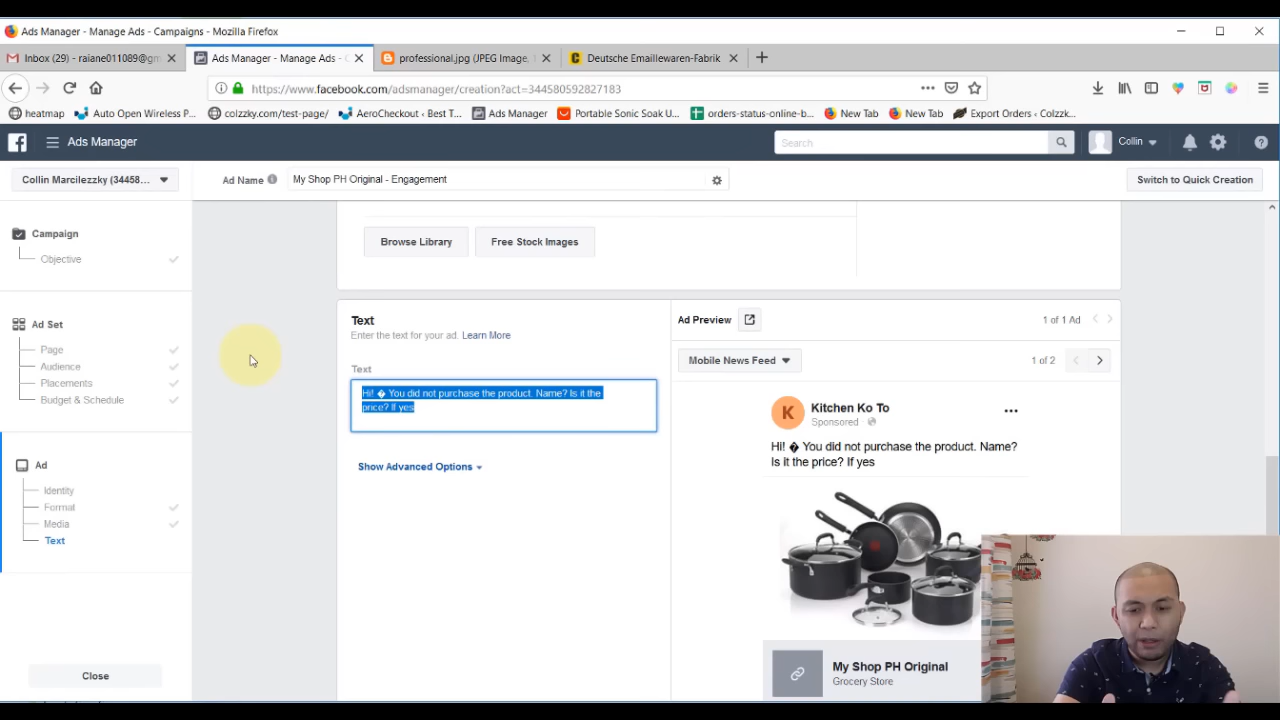 Ads Manager - Manage Ads - Campaigns - Mozilla Firefox
Inbox (29) - raiane011089@gm
Ads Manager - Manage Ads - C
professional.jpg (JPEG Image,
Deutsche Emaillewaren-Fabrik
https://www.facebook.com/adsmanager/creation?act=344580592827183
heatmap
Auto Open Wireless P...
colzzky.com/test-page/
AeroCheckout < Best T...
Ads Manager
Portable Sonic Soak U...
orders-status-online-b...
New Tab
New Tab
Export Orders ‹ Colzzk...
Ads Manager
Search
Collin
Collin Marcilezzky (34458...
Ad Name
My Shop PH Original - Engagement
Switch to Quick Creation
Campaign
Objective
Ad Set
Page
Audience
Placements
Budget & Schedule
Ad
Identity
Format
Media
Text
Close
Browse Library
Free Stock Images
Text
Enter the text for your ad. Learn More
Text
Hi! � You did not purchase the product. Name? Is it the
price? If yes
Show Advanced Options
Ad Preview
1 of 1 Ad
Mobile News Feed
1 of 2
K
Kitchen Ko To
Sponsored
Hi! � You did not purchase the product. Name?
Is it the price? If yes
My Shop PH Original
Grocery Store